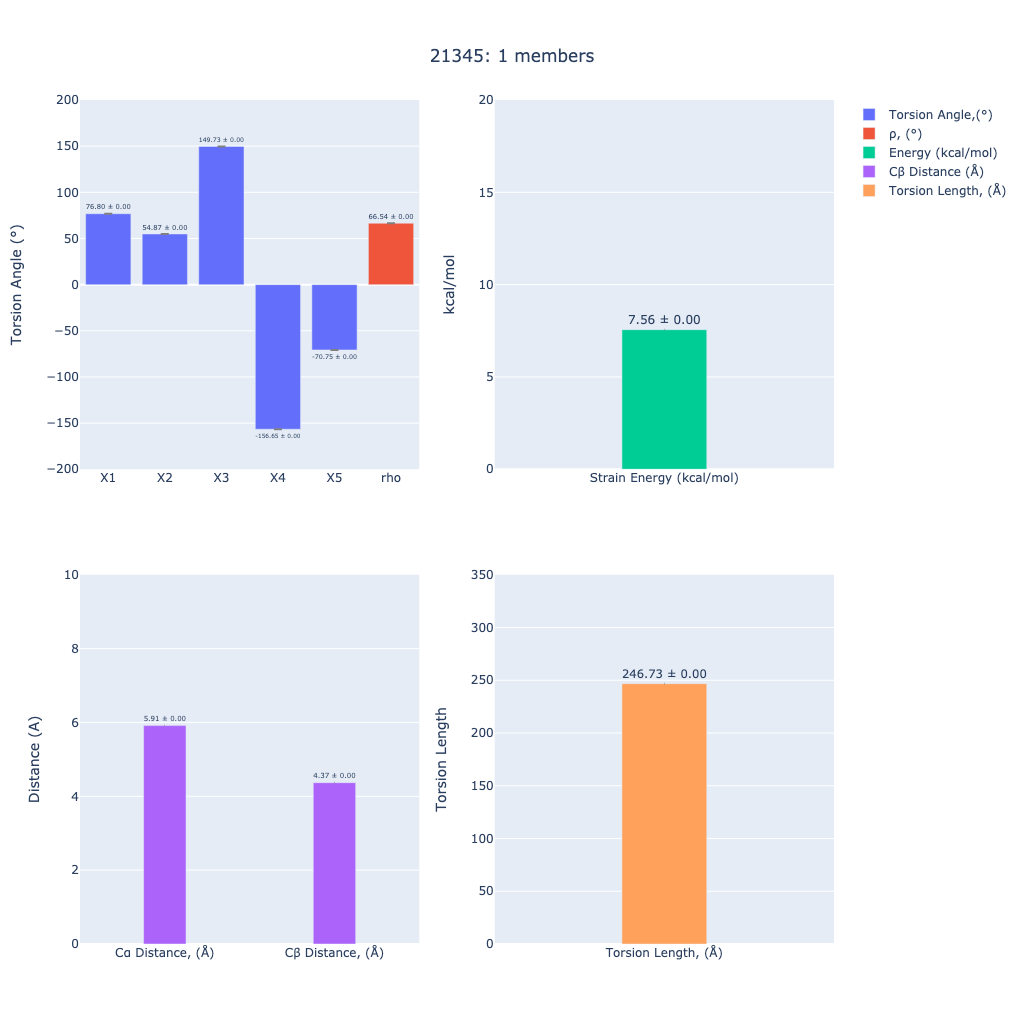 21345: 1 members
Torsion Angle (°)
200
150
100
50
0
−50
−100
−150
−200
76.80 ± 0.00
54.87 ± 0.00
149.73 ± 0.00
-156.65 ± 0.00
-70.75 ± 0.00
66.54 ± 0.00
X1 X2 X3 X4 X5 rho
kcal/mol
20
15
10
5
0
7.56 ± 0.00
Strain Energy (kcal/mol)
Torsion Angle,(°)
ρ, (°)
Energy (kcal/mol)
Cβ Distance (Å)
Torsion Length, (Å)
Distance (A)
10
8
6
4
2
0
5.91 ± 0.00
4.37 ± 0.00
Cα Distance, (Å) Cβ Distance, (Å)
Torsion Length
350
300
250
200
150
100
50
0
246.73 ± 0.00
Torsion Length, (Å)